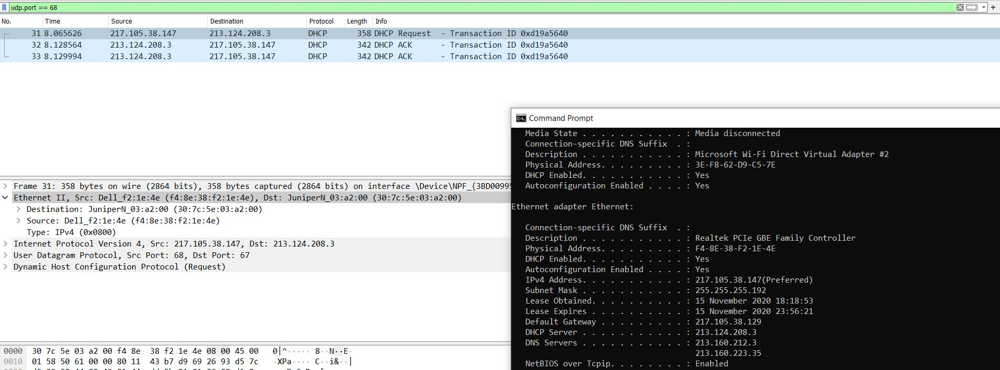 udp.port == 68
No. Time Source Destination Protocol Length Info
31 8.065626 217.105.38.147 213.124.208.3 DHCP 358 DHCP Request - Transaction ID 0xd19a5640
32 8.128564 213.124.208.3 217.105.38.147 DHCP 342 DHCP ACK - Transaction ID 0xd19a5640
33 8.129994 213.124.208.3 217.105.38.147 DHCP 342 DHCP ACK - Transaction ID 0xd19a5640
Frame 31: 358 bytes on wire (2864 bits), 358 bytes captured (2864 bits) on interface \Device\NPF_{3BD00995
Ethernet II, Src: Dell_f2:1e:4e (f4:8e:38:f2:1e:4e), Dst: JuniperN_03:a2:00 (30:7c:5e:03:a2:00)
Destination: JuniperN_03:a2:00 (30:7c:5e:03:a2:00)
Source: Dell_f2:1e:4e (f4:8e:38:f2:1e:4e)
Type: IPv4 (0x0800)
Internet Protocol Version 4, Src: 217.105.38.147, Dst: 213.124.208.3
User Datagram Protocol, Src Port: 68, Dst Port: 67
Dynamic Host Configuration Protocol (Request)
0000 30 7c 5e 03 a2 00 f4 8e 38 f2 1e 4e 08 00 45 00 0|^····· 8··N··E·
0010 01 58 50 61 00 00 80 11 43 b7 d9 69 26 93 d5 7c ·XPa···· C··i&··|
Command Prompt
Media State . . . . . . . . . . . : Media disconnected
Connection-specific DNS Suffix . :
Description . . . . . . . . . . . : Microsoft Wi-Fi Direct Virtual Adapter #2
Physical Address. . . . . . . . . : 3E-F8-62-D9-C5-7E
DHCP Enabled. . . . . . . . . . . : Yes
Autoconfiguration Enabled . . . . : Yes
Ethernet adapter Ethernet:
Connection-specific DNS Suffix . :
Description . . . . . . . . . . . : Realtek PCIe GBE Family Controller
Physical Address. . . . . . . . . : F4-8E-38-F2-1E-4E
DHCP Enabled. . . . . . . . . . . : Yes
Autoconfiguration Enabled . . . . : Yes
IPv4 Address. . . . . . . . . . . : 217.105.38.147(Preferred)
Subnet Mask . . . . . . . . . . . : 255.255.255.192
Lease Obtained. . . . . . . . . . : 15 November 2020 18:18:53
Lease Expires . . . . . . . . . . : 15 November 2020 23:56:21
Default Gateway . . . . . . . . . : 217.105.38.129
DHCP Server . . . . . . . . . . . : 213.124.208.3
DNS Servers . . . . . . . . . . . : 213.160.212.3
213.160.223.35
NetBIOS over Tcpip. . . . . . . . : Enabled